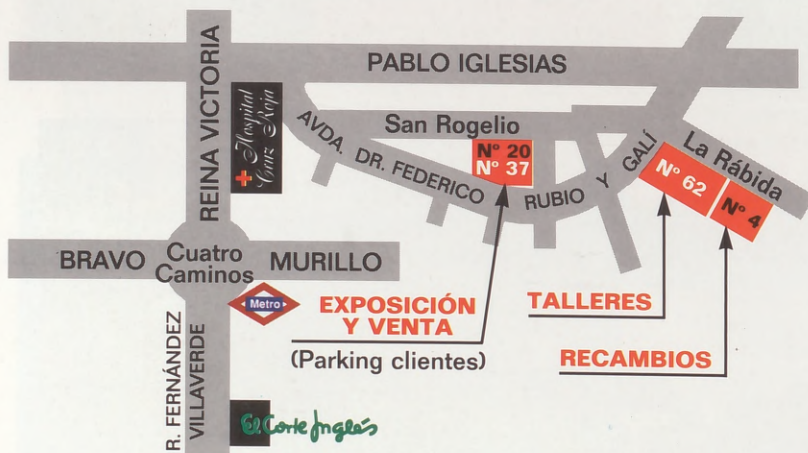 PABLO IGLESIAS
REINA VICTORIA
Hospital
Cruz Roja
San Rogelio
AVDA. DR. FEDERICO RUBIO Y GALÍ
Nº 20
Nº 37
La Rábida
Nº 62
Nº 4
BRAVO MURILLO
Cuatro
Caminos
Metro
EXPOSICIÓN
Y VENTA
(Parking clientes)
TALLERES
RECAMBIOS
R. FERNÁNDEZ
VILLAVERDE
El Corte Inglés